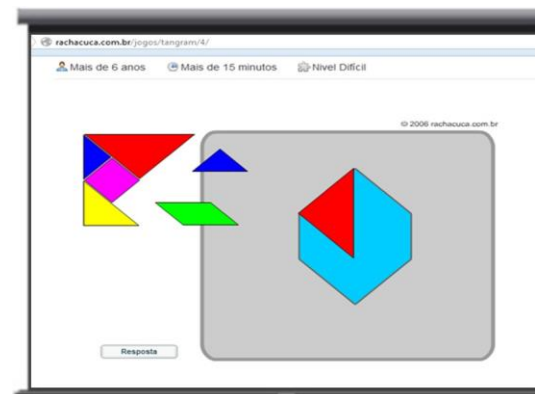 rachacuca.com.br/jogos/tangram/4/
Mais de 6 anos Mais de 15 minutos Nível Difícil
© 2006 rachacuca.com.br
Resposta